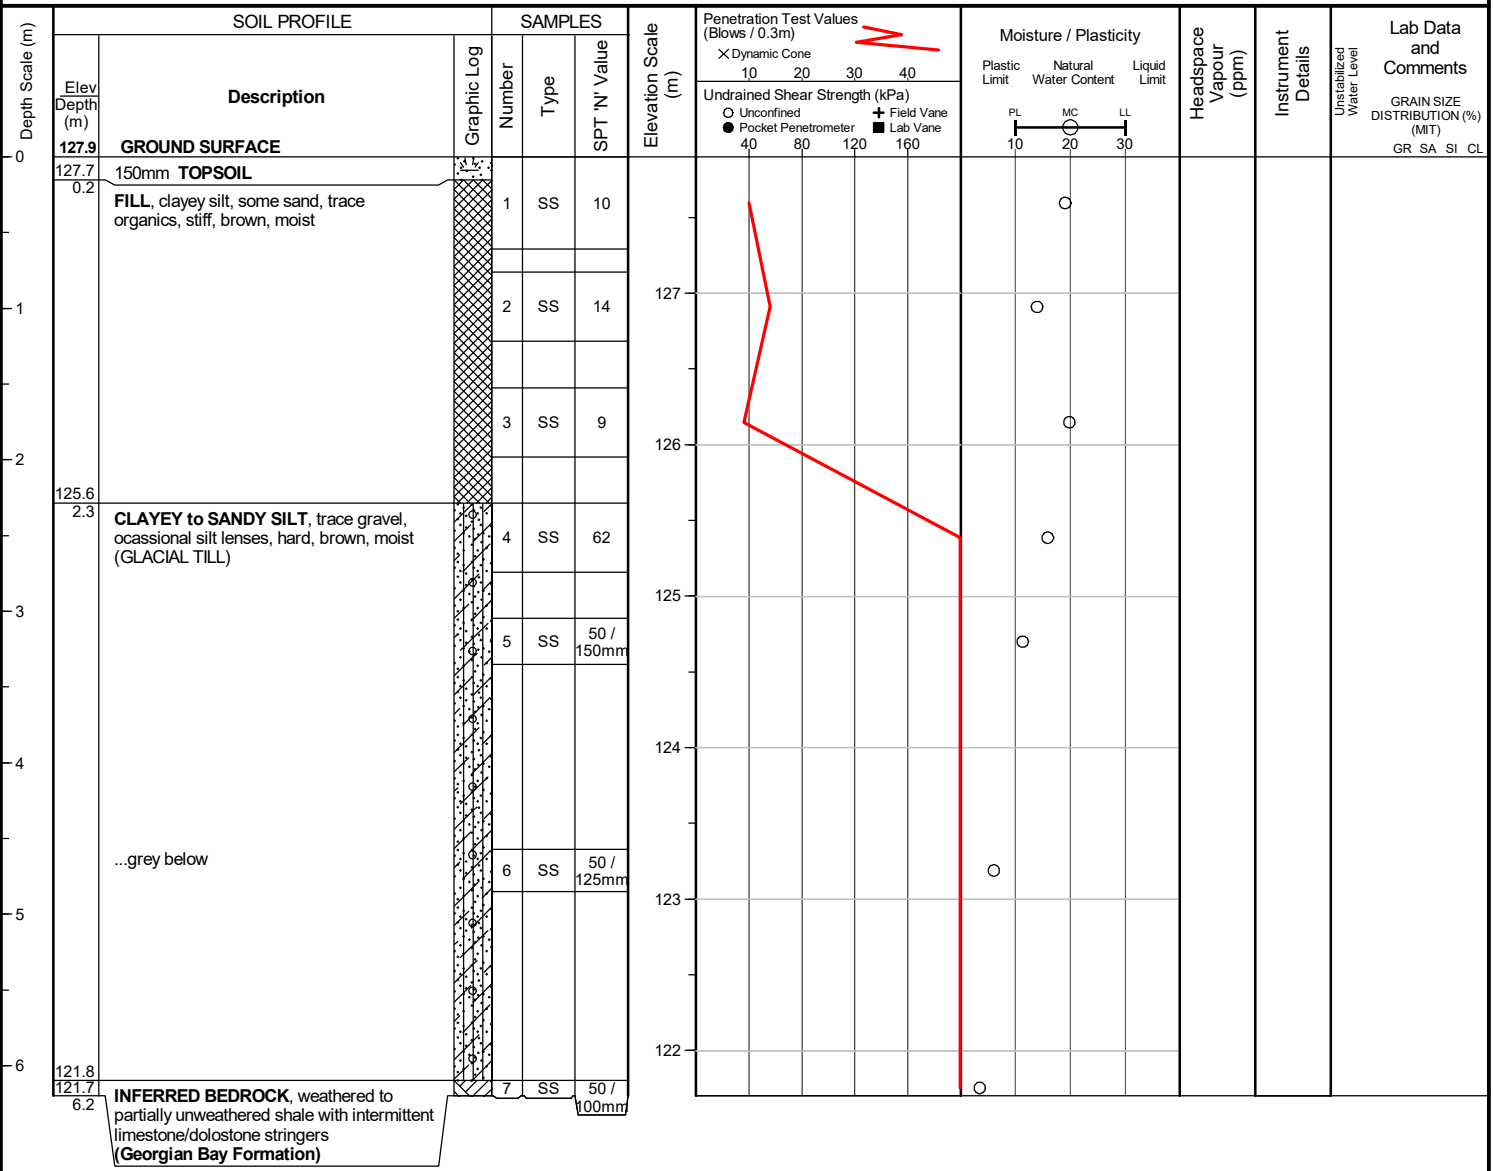 SOIL PROFILE
SAMPLES
Depth Scale (m)
Elev
Depth
(m)
Description
Graphic Log
Number
Type
SPT 'N' Value
Elevation Scale
(m)
Penetration Test Values
(Blows / 0.3m)
Dynamic Cone
10 20 30 40
Undrained Shear Strength (kPa)
Unconfined Field Vane
Pocket Penetrometer Lab Vane
40 80 120 160
Moisture / Plasticity
Plastic Natural Liquid
Limit Water Content Limit
PL MC LL
10 20 30
Headspace
Vapour
(ppm)
Instrument
Details
Unstabilized
Water Level
Lab Data
and
Comments
GRAIN SIZE
DISTRIBUTION (%)
(MIT)
GR SA SI CL
127.9 GROUND SURFACE
0
127.7 150mm TOPSOIL
0.2
FILL, clayey silt, some sand, trace
organics, stiff, brown, moist
1 SS 10
127
1
2 SS 14
3 SS 9
126
2
125.6
2.3
CLAYEY to SANDY SILT, trace gravel,
ocassional silt lenses, hard, brown, moist
(GLACIAL TILL)
4 SS 62
125
3
5 SS 50 /
150mm
124
4
...grey below
6 SS 50 /
125mm
123
5
122
6
121.8
121.7
6.2
INFERRED BEDROCK, weathered to
partially unweathered shale with intermittent
limestone/dolostone stringers
(Georgian Bay Formation)
7 SS 50 /
100mm